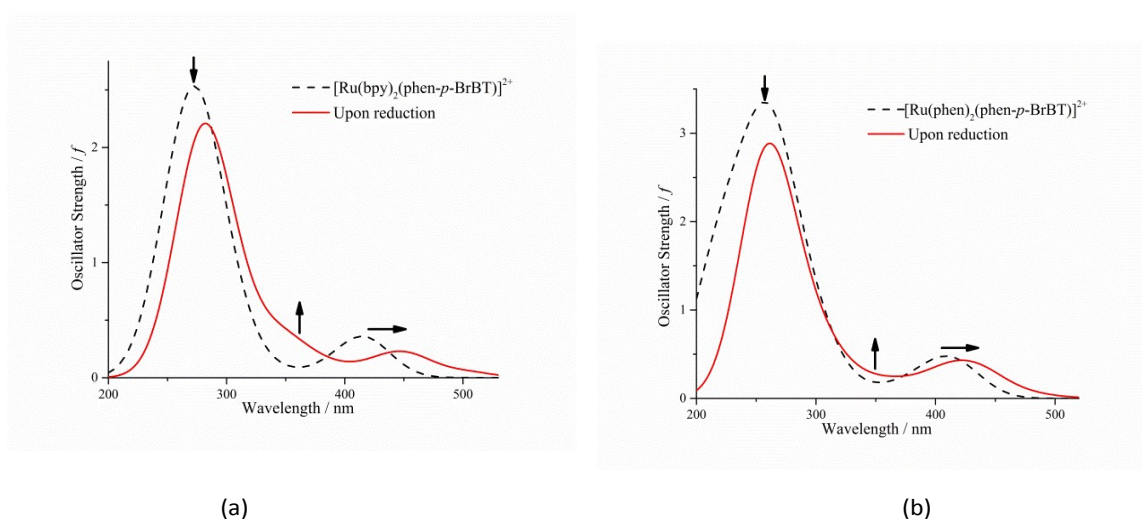 [Ru(bpy)2(phen-p-BrBT)]2+
Upon reduction
Oscillator Strength / f
2
1
0
200
300
400
500
Wavelength / nm
(a)
[Ru(phen)2(phen-p-BrBT)]2+
Upon reduction
Oscillator Strength / f
3
2
1
0
200
300
400
500
Wavelength / nm
(b)